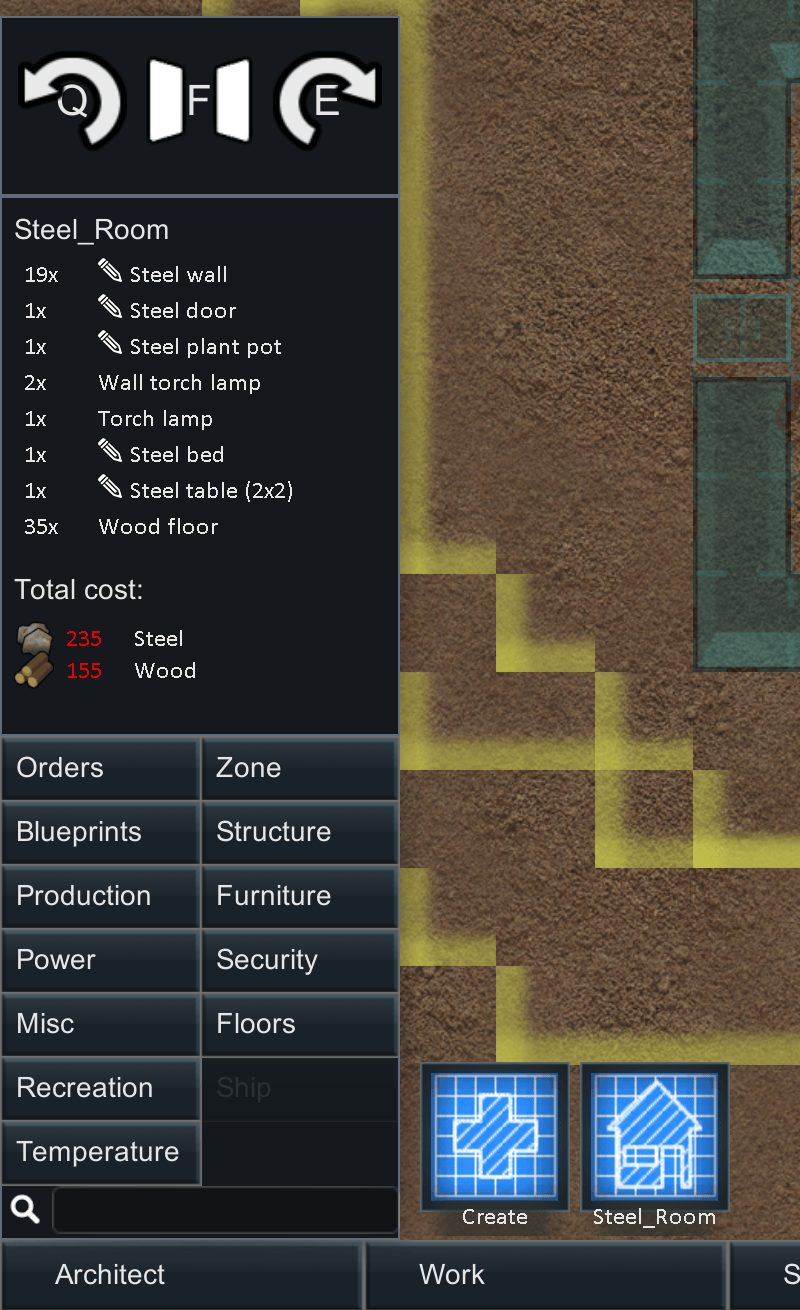 Q F E
Steel_Room
19x Steel wall
1x Steel door
1x Steel plant pot
2x Wall torch lamp
1x Torch lamp
1x Steel bed
1x Steel table (2x2)
35x Wood floor
Total cost:
235 Steel
155 Wood
Orders Zone
Blueprints Structure
Production Furniture
Power Security
Misc Floors
Recreation Ship
Temperature
Create Steel_Room
Architect Work S